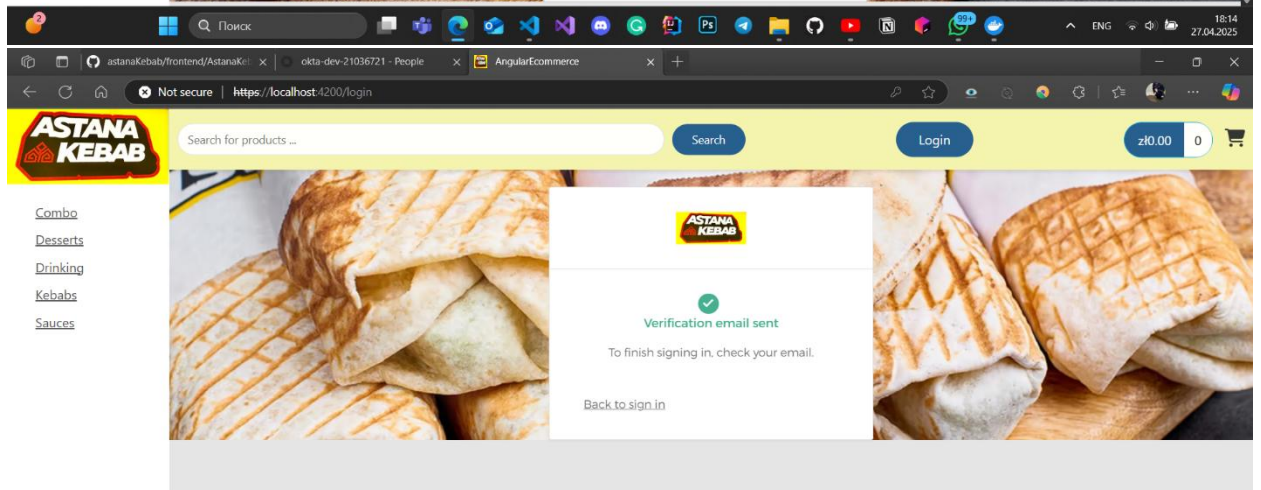 2
Поиск
99+
ENG
18:14
27.04.2025
astanaKebab/frontend/AstanaKeb
okta-dev-21036721 - People
AngularEcommerce
Not secure
https://localhost:4200/login
ASTANA
KEBAB
Search for products ...
Search
Login
zł0.00
0
Combo
Desserts
Drinking
Kebabs
Sauces
ASTANA
KEBAB
Verification email sent
To finish signing in, check your email.
Back to sign in